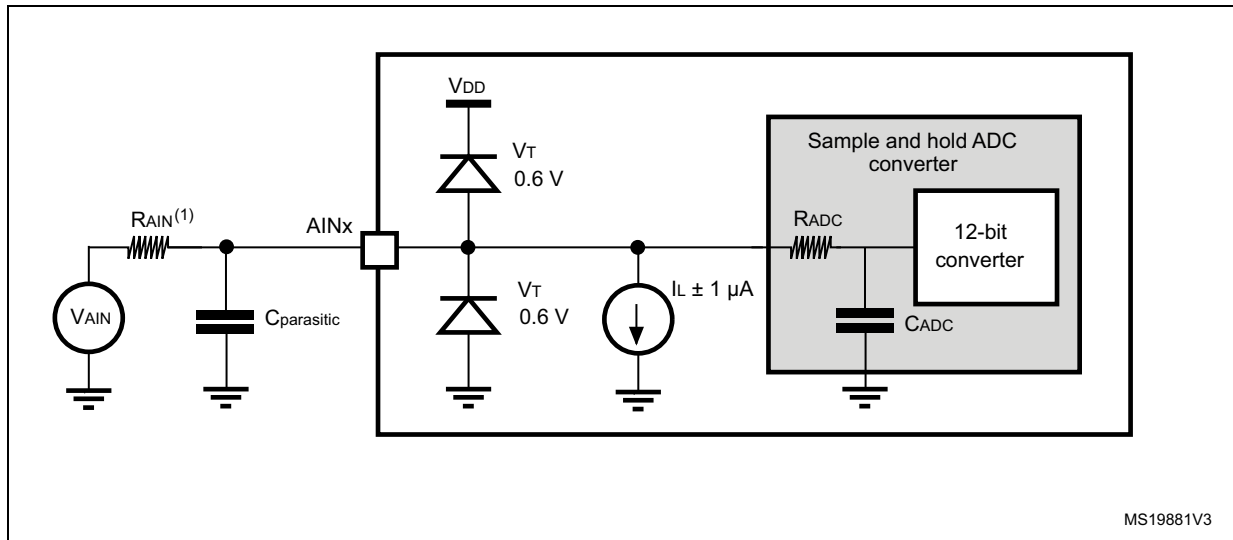 VDD
Sample and hold ADC
converter
VT
0.6 V
RAIN(1)
AINx
RADC
12-bit
converter
VT
0.6 V
IL ± 1 µA
VAIN
Cparasitic
CADC
MS19881V3